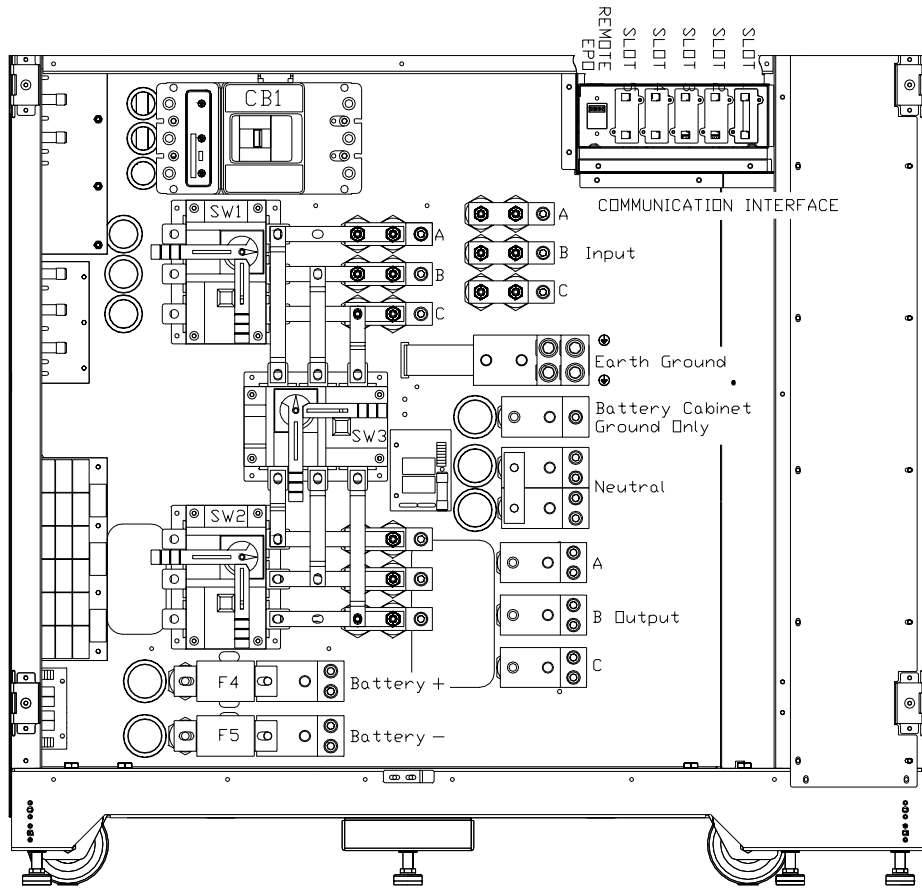 REMOTE
EPO
SLOT
SLOT
SLOT
SLOT
SLOT
CB1
COMMUNICATION INTERFACE
SW1
A
B
C
A
B Input
C
Earth Ground
Battery Cabinet
Ground Only
SW3
Neutral
SW2
A
B Output
C
F4
Battery +
F5
Battery −